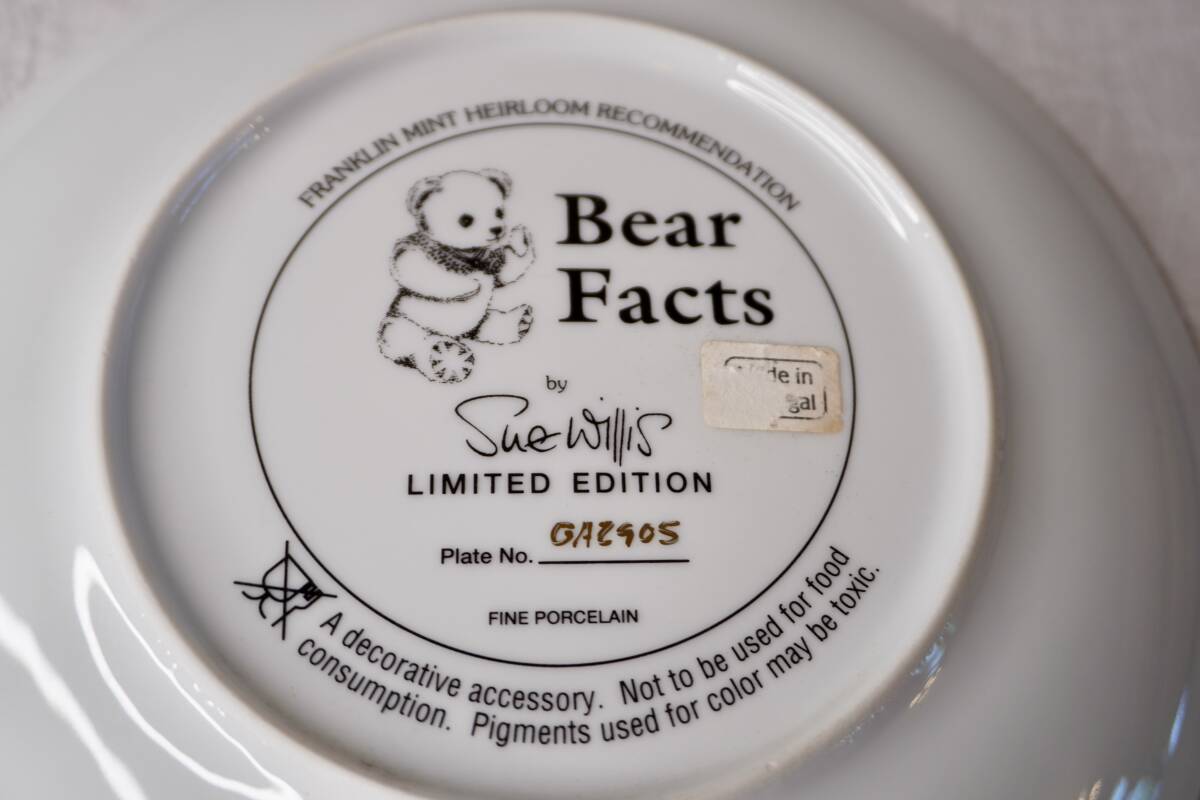 FRANKLIN MINT HEIRLOOM RECOMMENDATION
Bear
Facts
by
Sue Willis
LIMITED EDITION
Plate No. GA2905
FINE PORCELAIN
in
A decorative accessory. Not to be used for food
consumption. Pigments used for color may be toxic.